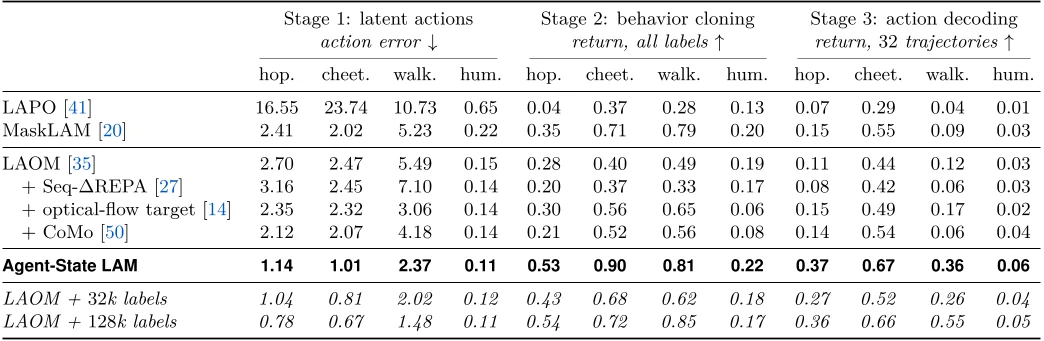 Stage 1: latent actions Stage 2: behavior cloning Stage 3: action decoding
action error ↓ return, all labels ↑ return, 32 trajectories ↑
hop. cheet. walk. hum. hop. cheet. walk. hum. hop. cheet. walk. hum.
LAPO [41] 16.55 23.74 10.73 0.65 0.04 0.37 0.28 0.13 0.07 0.29 0.04 0.01
MaskLAM [20] 2.41 2.02 5.23 0.22 0.35 0.71 0.79 0.20 0.15 0.55 0.09 0.03
LAOM [35] 2.70 2.47 5.49 0.15 0.28 0.40 0.49 0.19 0.11 0.44 0.12 0.03
+ Seq-ΔREPA [27] 3.16 2.45 7.10 0.14 0.20 0.37 0.33 0.17 0.08 0.42 0.06 0.03
+ optical-flow target [14] 2.35 2.32 3.06 0.14 0.30 0.56 0.65 0.06 0.15 0.49 0.17 0.02
+ CoMo [50] 2.12 2.07 4.18 0.14 0.21 0.52 0.56 0.08 0.14 0.54 0.06 0.04
Agent-State LAM 1.14 1.01 2.37 0.11 0.53 0.90 0.81 0.22 0.37 0.67 0.36 0.06
LAOM + 32k labels 1.04 0.81 2.02 0.12 0.43 0.68 0.62 0.18 0.27 0.52 0.26 0.04
LAOM + 128k labels 0.78 0.67 1.48 0.11 0.54 0.72 0.85 0.17 0.36 0.66 0.55 0.05